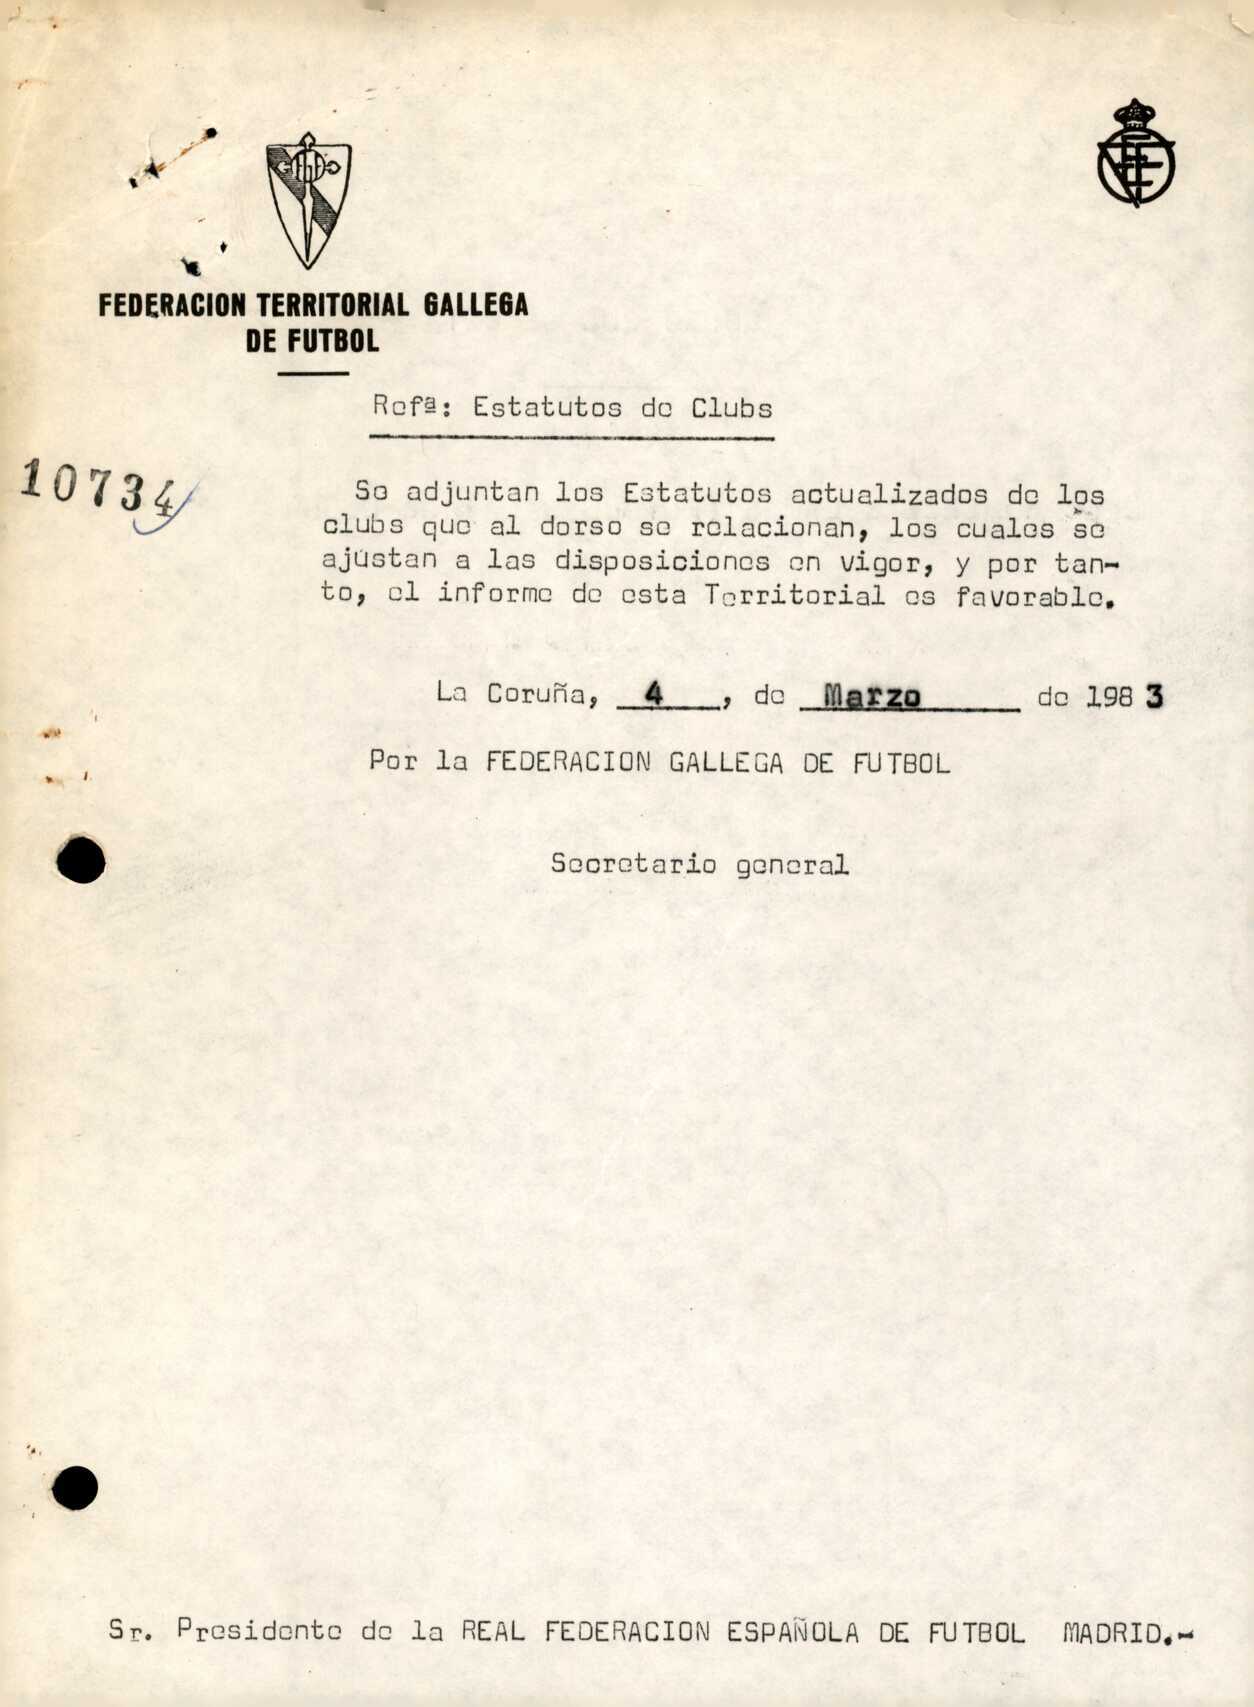 FEDERACION TERRITORIAL GALLEGA
DE FUTBOL
Refª: Estatutos de Clubs
10734
Se adjuntan los Estatutos actualizados de los
clubs que al dorso se relacionan, los cuales se
ajustan a las disposiciones en vigor, y por tan-
to, el informe de esta Territorial es favorable.
La Coruña, 4, de Marzo de 1983
Por la FEDERACION GALLEGA DE FUTBOL
Secretario general
Sr. Presidente de la REAL FEDERACION ESPAÑOLA DE FUTBOL MADRID.-